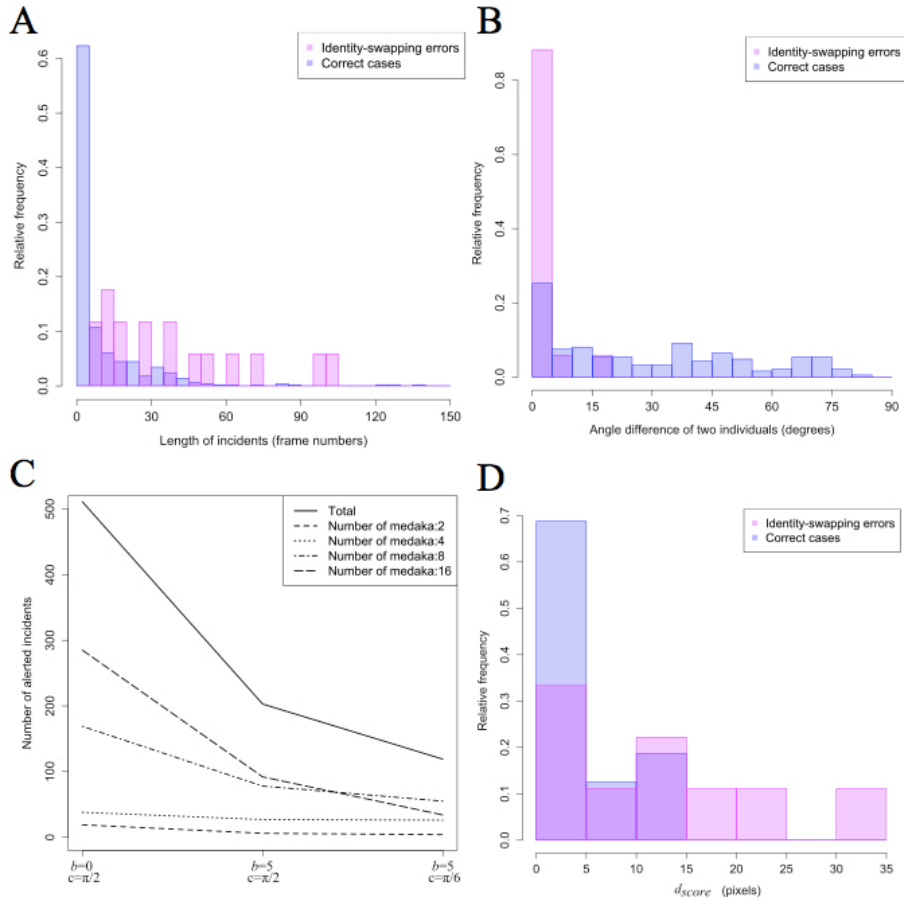 A
Identity-swapping errors
Correct cases
Relative frequency
0.0 0.1 0.2 0.3 0.4 0.5 0.6
0 30 60 90 120 150
Length of incidents (frame numbers)
B
Identity-swapping errors
Correct cases
Relative frequency
0.0 0.2 0.4 0.6 0.8
0 15 30 45 60 75 90
Angle difference of two individuals (degrees)
C
Total
Number of medaka:2
Number of medaka:4
Number of medaka:8
Number of medaka:16
Number of alerted incidents
0 100 200 300 400 500
b=0 b=5 b=5
c=π/2 c=π/2 c=π/6
D
Identity-swapping errors
Correct cases
Relative frequency
0.0 0.1 0.2 0.3 0.4 0.5 0.6 0.7
0 5 10 15 20 25 30 35
dscore (pixels)